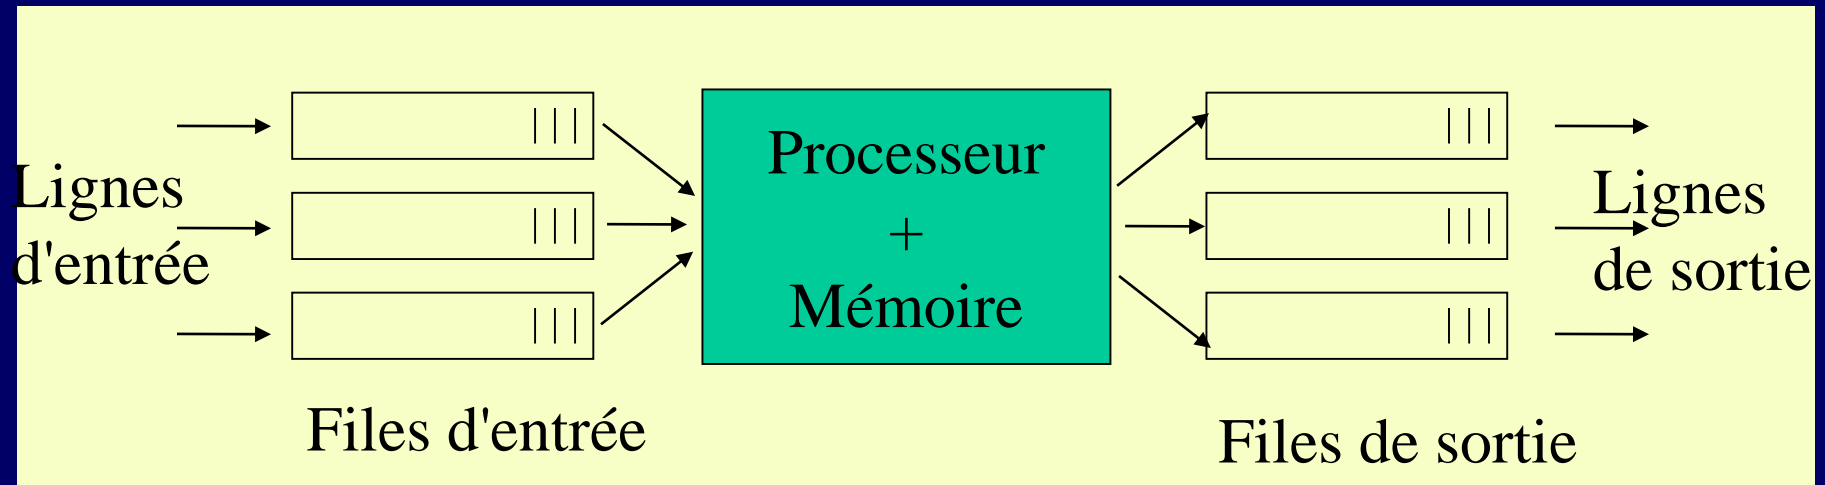 Lignes
d'entrée
Files d'entrée
Processeur
+
Mémoire
Lignes
de sortie
Files de sortie